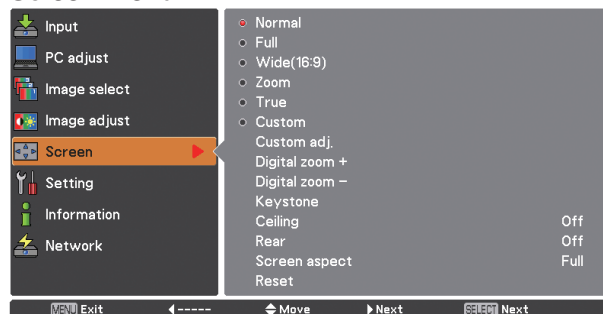 Input
PC adjust
Image select
Image adjust
Screen
Setting
Information
Network
Normal
Full
Wide(16:9)
Zoom
True
Custom
Custom adj.
Digital zoom +
Digital zoom –
Keystone
Ceiling Off
Rear Off
Screen aspect Full
Reset
MENU Exit ----- Move Next SELECT Next